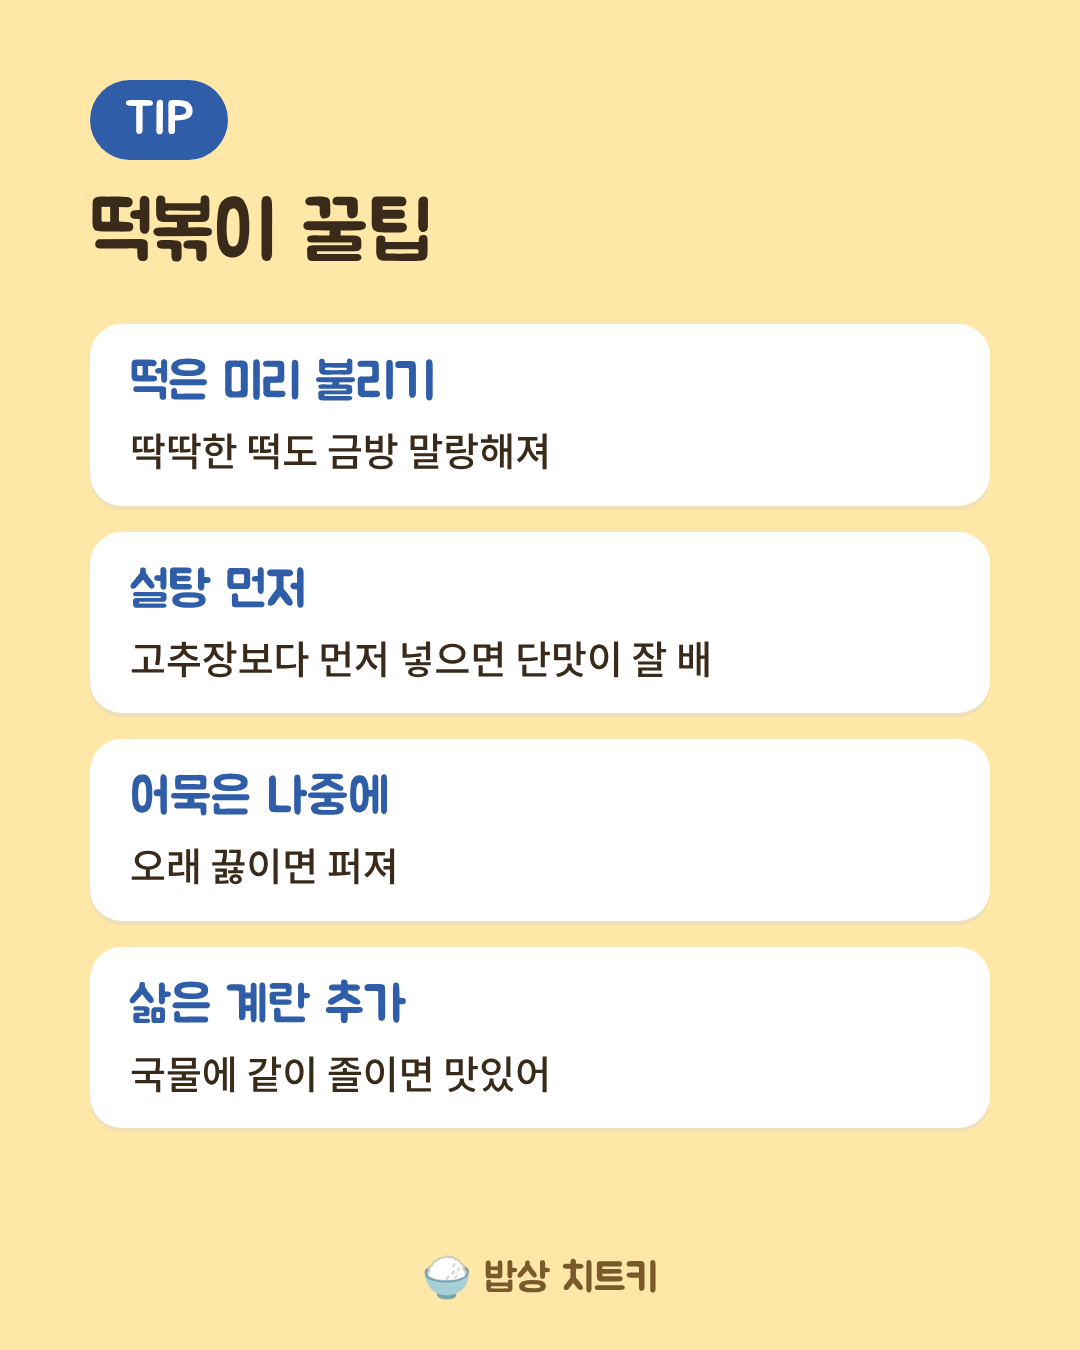 TIP
떡볶이 꿀팁
떡은 미리 불리기
딱딱한 떡도 금방 말랑해져
설탕 먼저
고추장보다 먼저 넣으면 단맛이 잘 배
어묵은 나중에
오래 끓이면 퍼져
삶은 계란 추가
국물에 같이 졸이면 맛있어
밥상 치트키